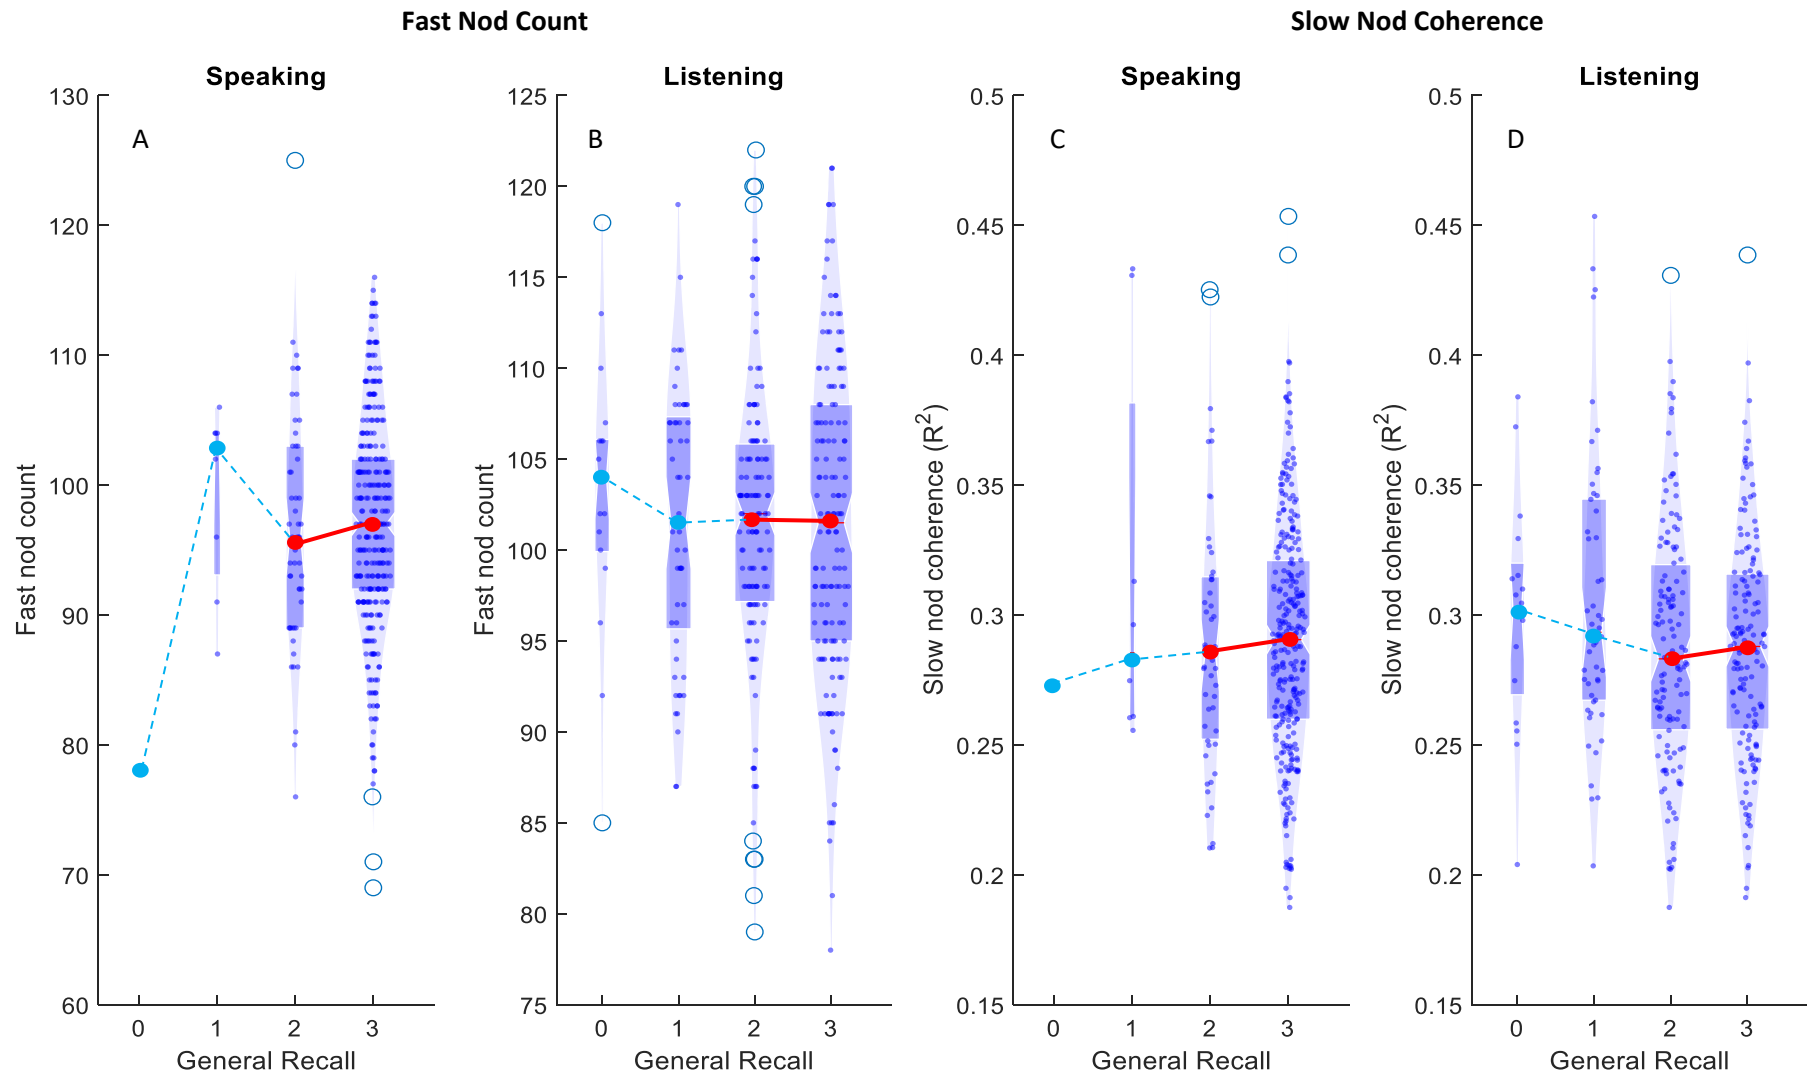 Fast Nod Count
Slow Nod Coherence
Speaking
Listening
Speaking
Listening
A
B
C
D
130
120
110
100
90
80
70
60
Fast nod count
0 1 2 3
General Recall
125
120
115
110
105
100
95
90
85
80
75
Fast nod count
0 1 2 3
General Recall
0.5
0.45
0.4
0.35
0.3
0.25
0.2
0.15
Slow nod coherence (R²)
0 1 2 3
General Recall
0.5
0.45
0.4
0.35
0.3
0.25
0.2
0.15
Slow nod coherence (R²)
0 1 2 3
General Recall